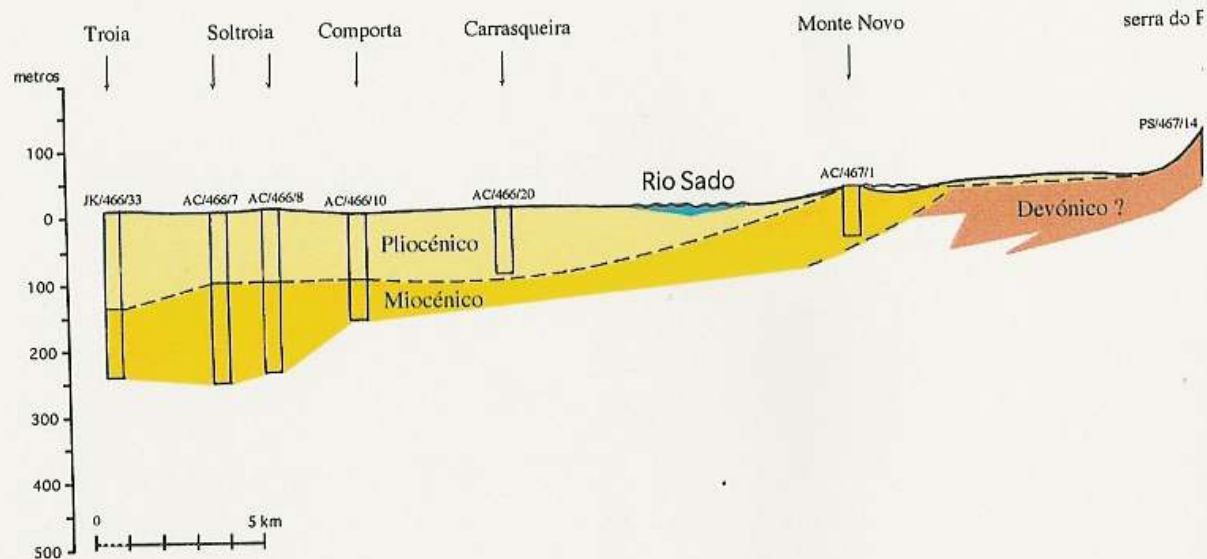 Troia Soltroia Comporta Carrasqueira Monte Novo serra do F
metros
PS/467/14
100
JK/466/33 AC/466/7 AC/466/8 AC/466/10 AC/466/20 Rio Sado AC/467/1
0
Pliocénico Devónico ?
100
Miocénico
200
300
400
0 5 km
500